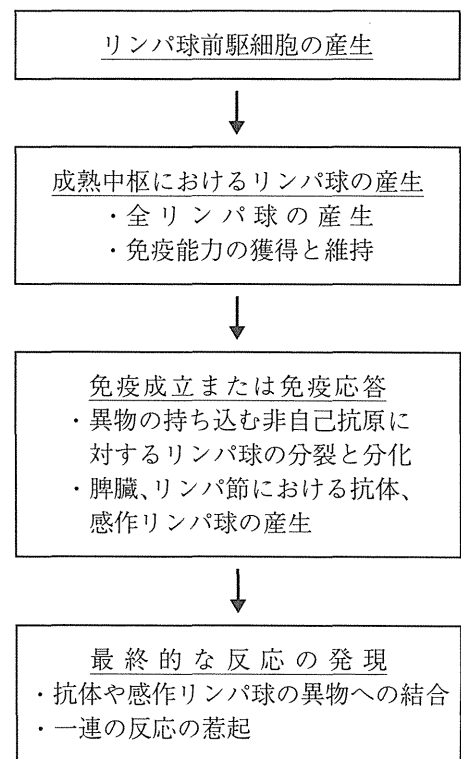 リンパ球前駆細胞の産生
成熟中枢におけるリンパ球の産生
・全リンパ球の産生
・免疫能力の獲得と維持
免疫成立または免疫応答
・異物の持ち込む非自己抗原に
対するリンパ球の分裂と分化
・脾臓、リンパ節における抗体、
感作リンパ球の産生
最終的な反応の発現
・抗体や感作リンパ球の異物への結合
・一連の反応の惹起